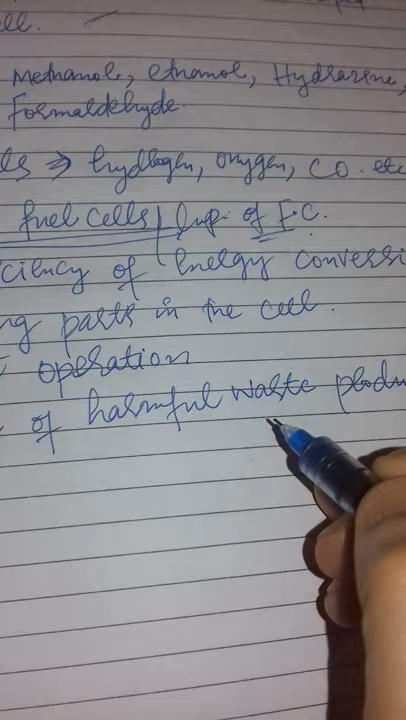 ell.
Methanol, ethanol, Hydrazine,
Formaldehyde.
ls ⇒ hydrogen, oxygen, CO. etc
fuel cells / Imp. of F.C.
ciency of Energy conversi
ng parts in the cell.
operation
of harmful waste produ